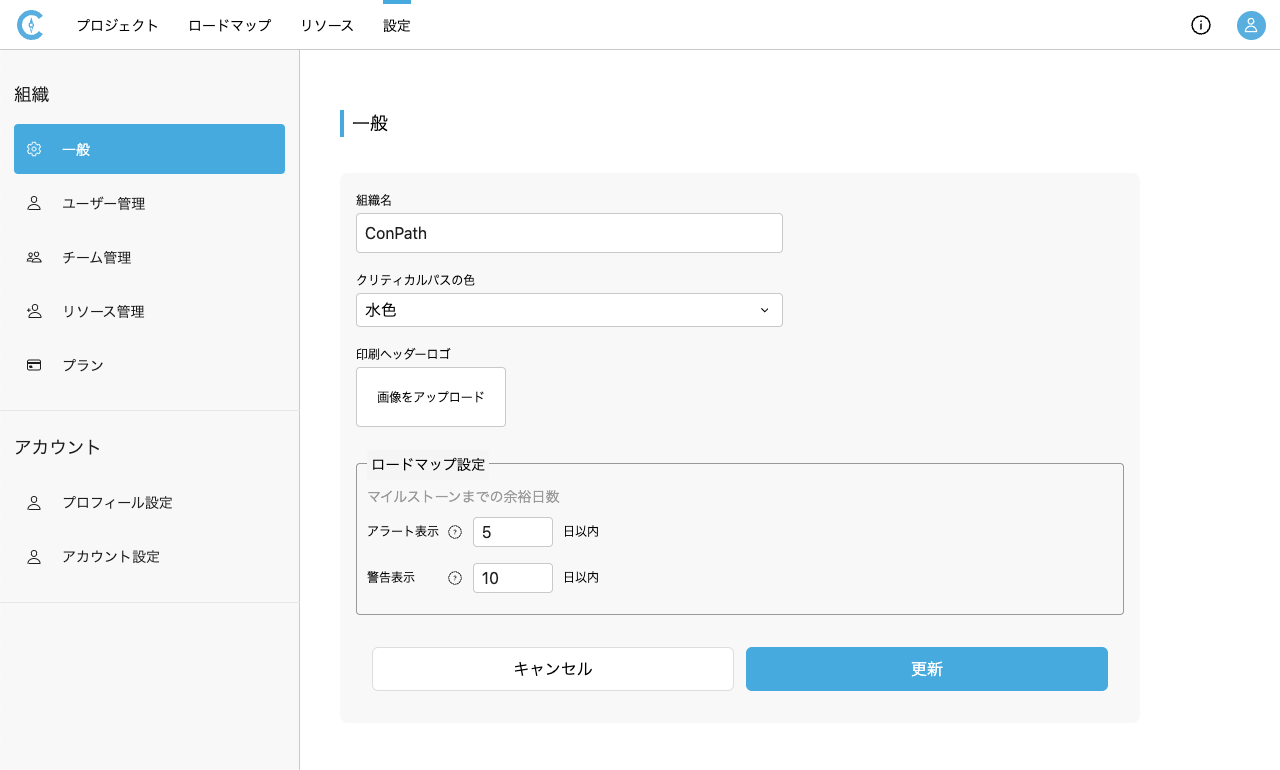 プロジェクト ロードマップ リソース 設定
組織
一般
ユーザー管理
チーム管理
リソース管理
プラン
アカウント
プロフィール設定
アカウント設定
一般
組織名
ConPath
クリティカルパスの色
水色
印刷ヘッダーロゴ
画像をアップロード
ロードマップ設定
マイルストーンまでの余裕日数
アラート表示 ? 5 日以内
警告表示 ? 10 日以内
キャンセル 更新